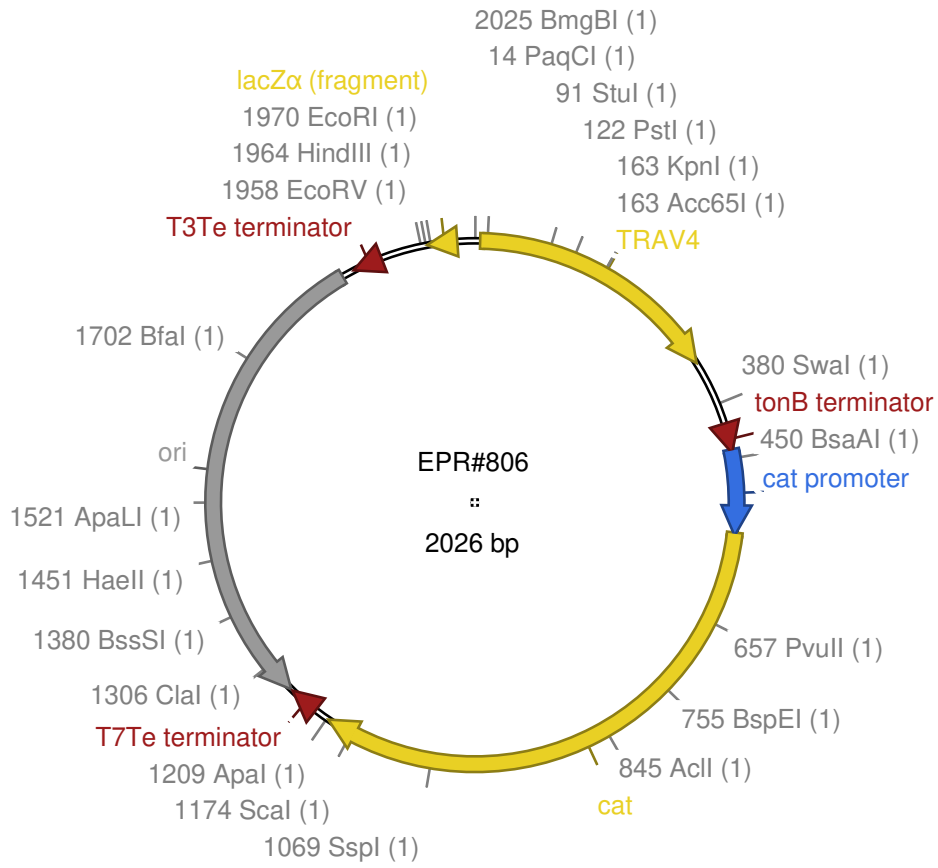 2025 BmgBI (1)
14 PaqCI (1)
lacZα (fragment)
91 StuI (1)
1970 EcoRI (1)
122 PstI (1)
1964 HindIII (1)
163 KpnI (1)
1958 EcoRV (1)
163 Acc65I (1)
T3Te terminator
TRAV4
1702 BfaI (1)
380 SwaI (1)
tonB terminator
450 BsaAI (1)
ori
EPR#806
cat promoter
1521 ApaLI (1)
2026 bp
1451 HaeII (1)
1380 BssSI (1)
657 PvuII (1)
1306 ClaI (1)
755 BspEI (1)
T7Te terminator
1209 ApaI (1)
845 AclI (1)
1174 ScaI (1)
cat
1069 SspI (1)